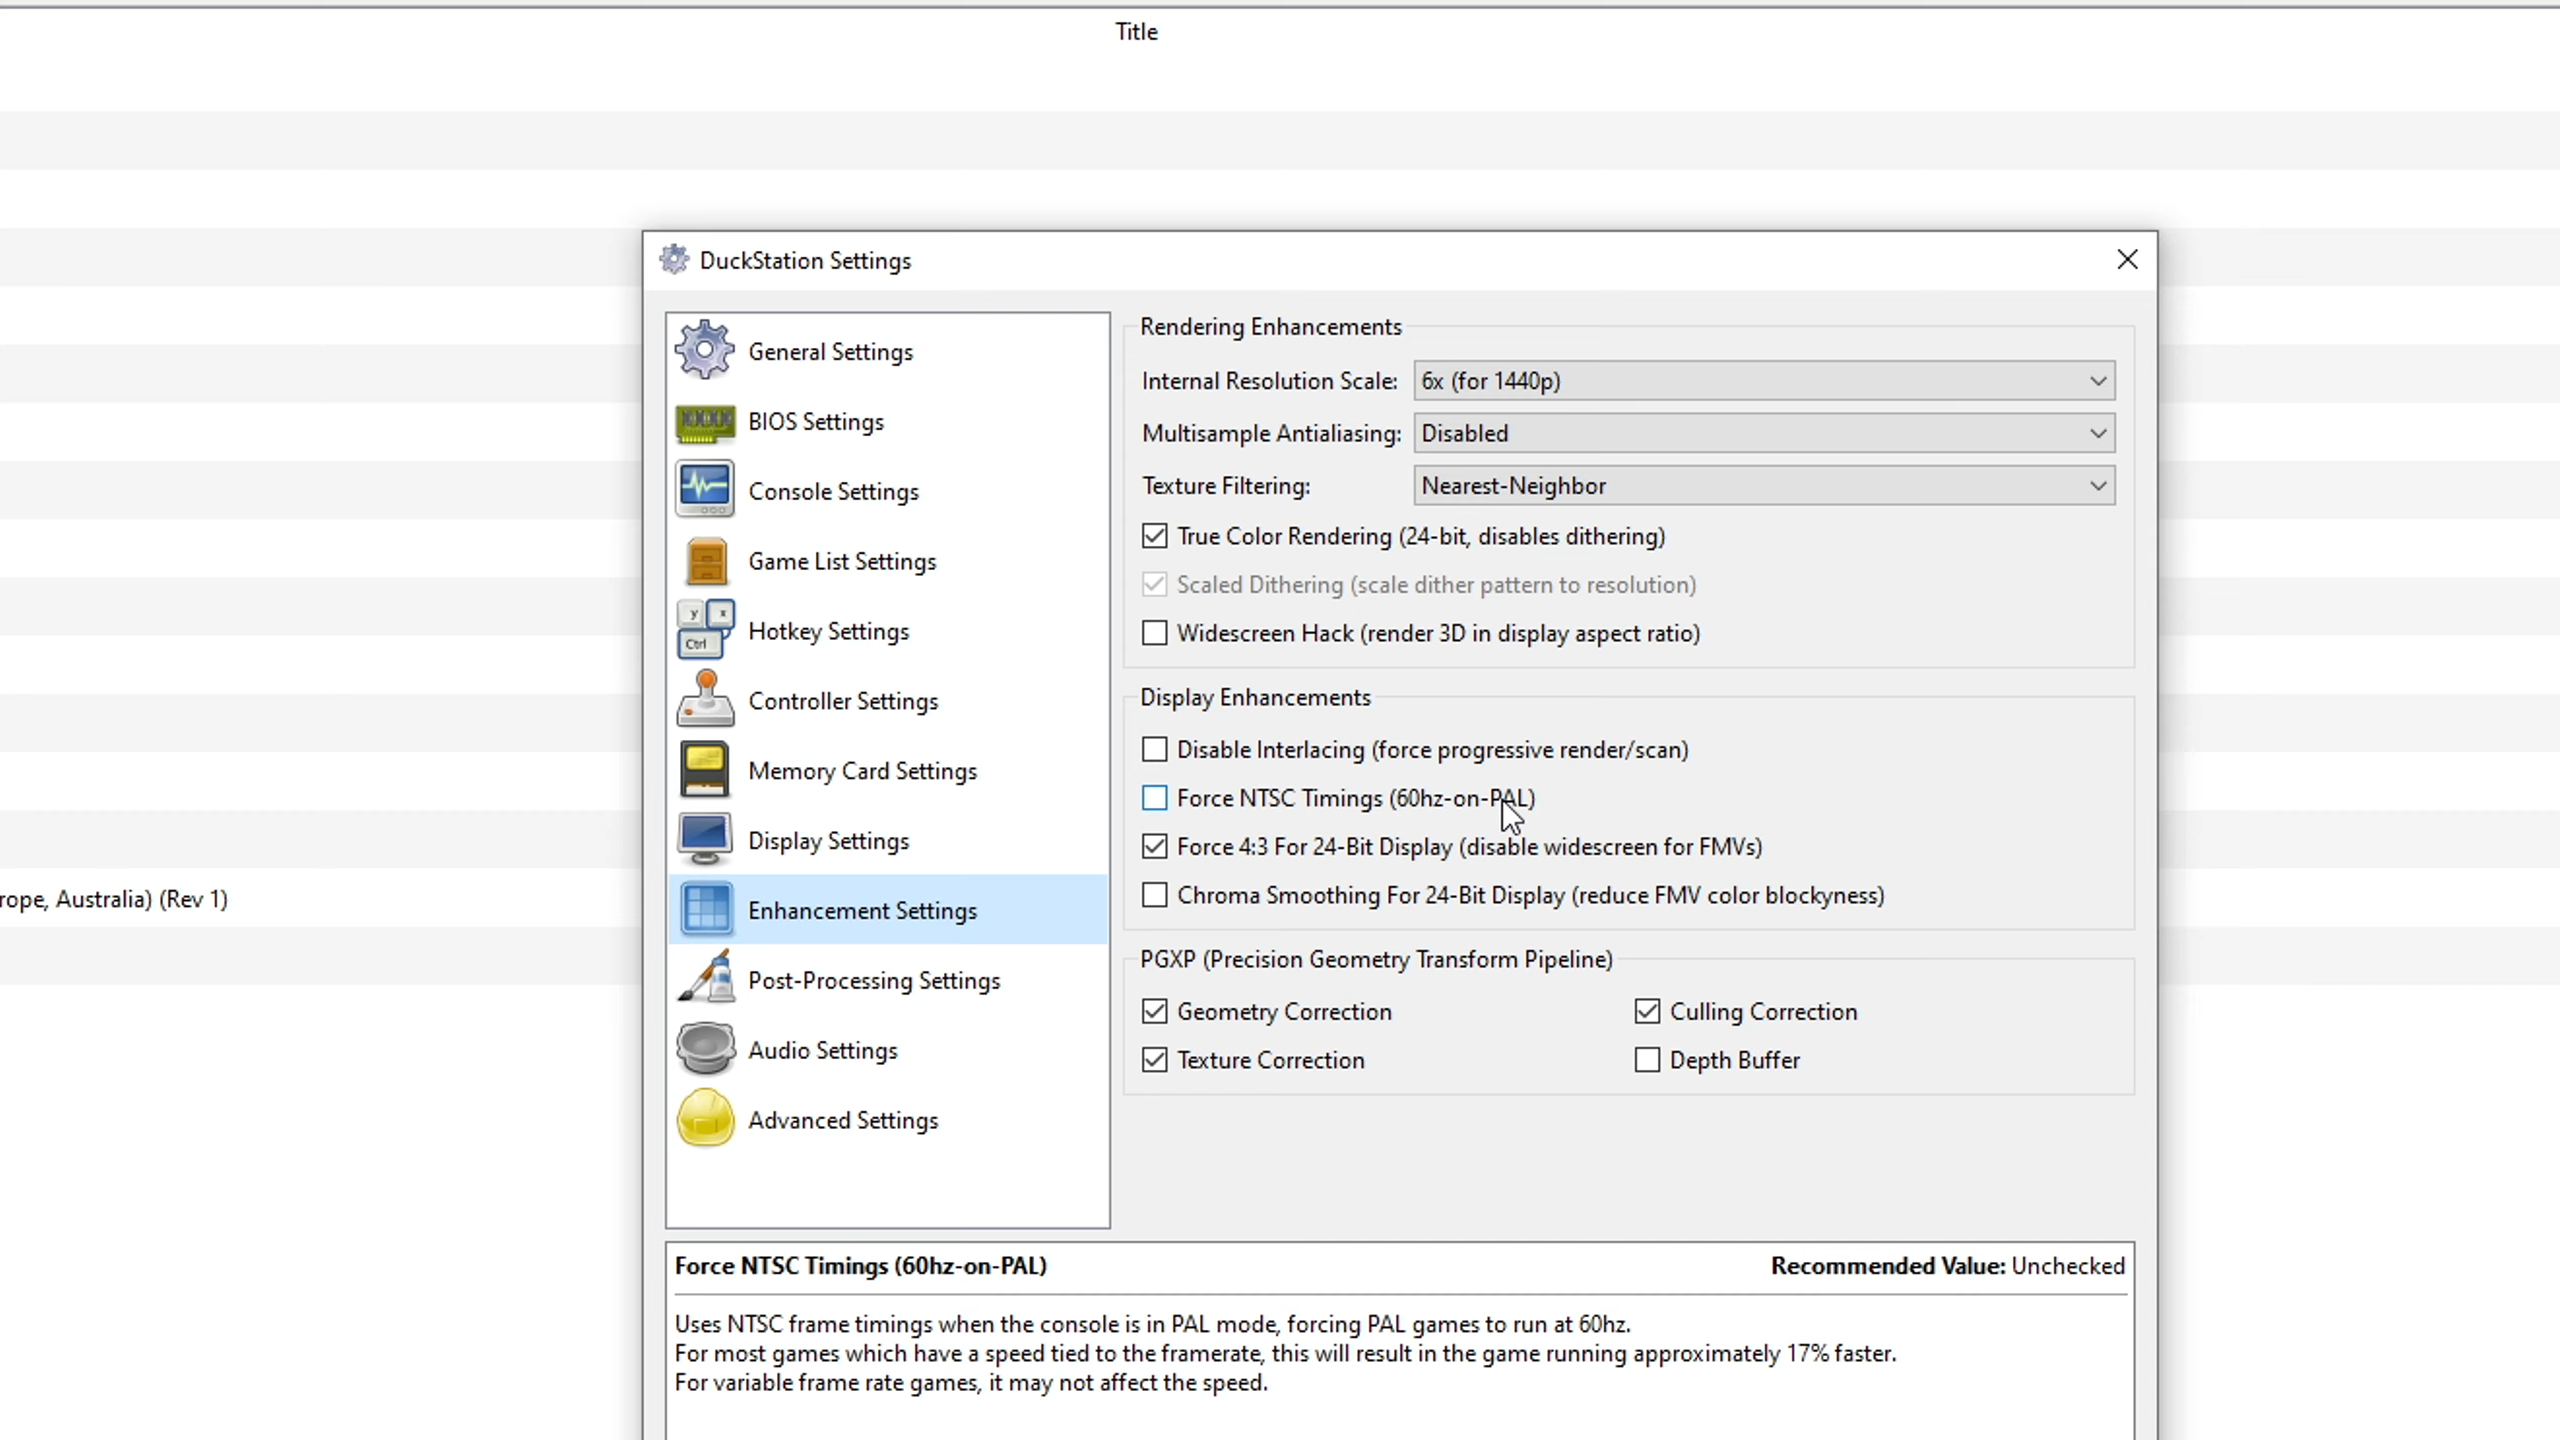 Title
DuckStation Settings
General Settings
BIOS Settings
Console Settings
Game List Settings
y x
Ctrl
Hotkey Settings
Controller Settings
Memory Card Settings
Display Settings
Enhancement Settings
Post-Processing Settings
Audio Settings
Advanced Settings
Rendering Enhancements
Internal Resolution Scale: 6x (for 1440p)
Multisample Antialiasing: Disabled
Texture Filtering: Nearest-Neighbor
True Color Rendering (24-bit, disables dithering)
Scaled Dithering (scale dither pattern to resolution)
Widescreen Hack (render 3D in display aspect ratio)
Display Enhancements
Disable Interlacing (force progressive render/scan)
Force NTSC Timings (60hz-on-PAL)
Force 4:3 For 24-Bit Display (disable widescreen for FMVs)
Chroma Smoothing For 24-Bit Display (reduce FMV color blockyness)
PGXP (Precision Geometry Transform Pipeline)
Geometry Correction Culling Correction
Texture Correction Depth Buffer
rope, Australia) (Rev 1)
Force NTSC Timings (60hz-on-PAL) Recommended Value: Unchecked
Uses NTSC frame timings when the console is in PAL mode, forcing PAL games to run at 60hz.
For most games which have a speed tied to the framerate, this will result in the game running approximately 17% faster.
For variable frame rate games, it may not affect the speed.